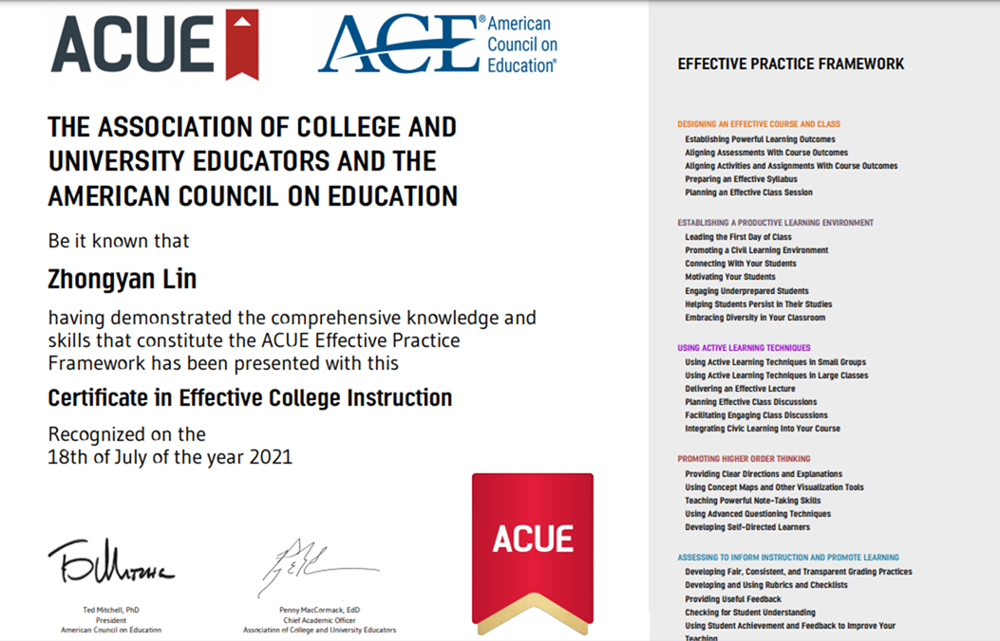 ACUE
ACE® American
Council on
Education®
THE ASSOCIATION OF COLLEGE AND
UNIVERSITY EDUCATORS AND THE
AMERICAN COUNCIL ON EDUCATION
Be it known that
Zhongyan Lin
having demonstrated the comprehensive knowledge and
skills that constitute the ACUE Effective Practice
Framework has been presented with this
Certificate in Effective College Instruction
Recognized on the
18th of July of the year 2021
Ted Mitchell, PhD
President
American Council on Education
Penny MacCormack, EdD
Chief Academic Officer
Association of College and University Educators
ACUE
EFFECTIVE PRACTICE FRAMEWORK
DESIGNING AN EFFECTIVE COURSE AND CLASS
Establishing Powerful Learning Outcomes
Aligning Assessments With Course Outcomes
Aligning Activities and Assignments With Course Outcomes
Preparing an Effective Syllabus
Planning an Effective Class Session
ESTABLISHING A PRODUCTIVE LEARNING ENVIRONMENT
Leading the First Day of Class
Promoting a Civil Learning Environment
Connecting With Your Students
Motivating Your Students
Engaging Underprepared Students
Helping Students Persist in Their Studies
Embracing Diversity in Your Classroom
USING ACTIVE LEARNING TECHNIQUES
Using Active Learning Techniques in Small Groups
Using Active Learning Techniques in Large Classes
Delivering an Effective Lecture
Planning Effective Class Discussions
Facilitating Engaging Class Discussions
Integrating Civic Learning Into Your Course
PROMOTING HIGHER ORDER THINKING
Providing Clear Directions and Explanations
Using Concept Maps and Other Visualization Tools
Teaching Powerful Note-Taking Skills
Using Advanced Questioning Techniques
Developing Self-Directed Learners
ASSESSING TO INFORM INSTRUCTION AND PROMOTE LEARNING
Developing Fair, Consistent, and Transparent Grading Practices
Developing and Using Rubrics and Checklists
Providing Useful Feedback
Checking for Student Understanding
Using Student Achievement and Feedback to Improve Your
Teaching